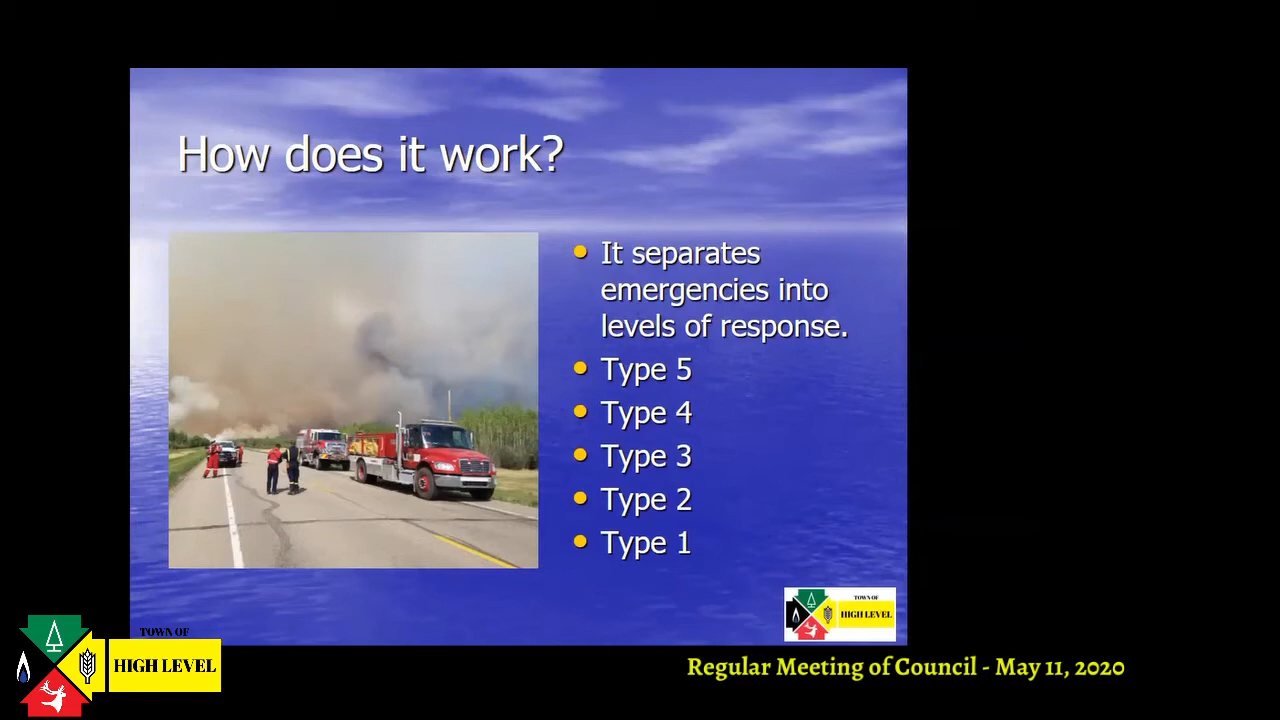 How does it work?
It separates
emergencies into
levels of response.
Type 5
Type 4
Type 3
Type 2
Type 1
TOWN OF
HIGH LEVEL
TOWN OF
HIGH LEVEL
Regular Meeting of Council - May 11, 2020